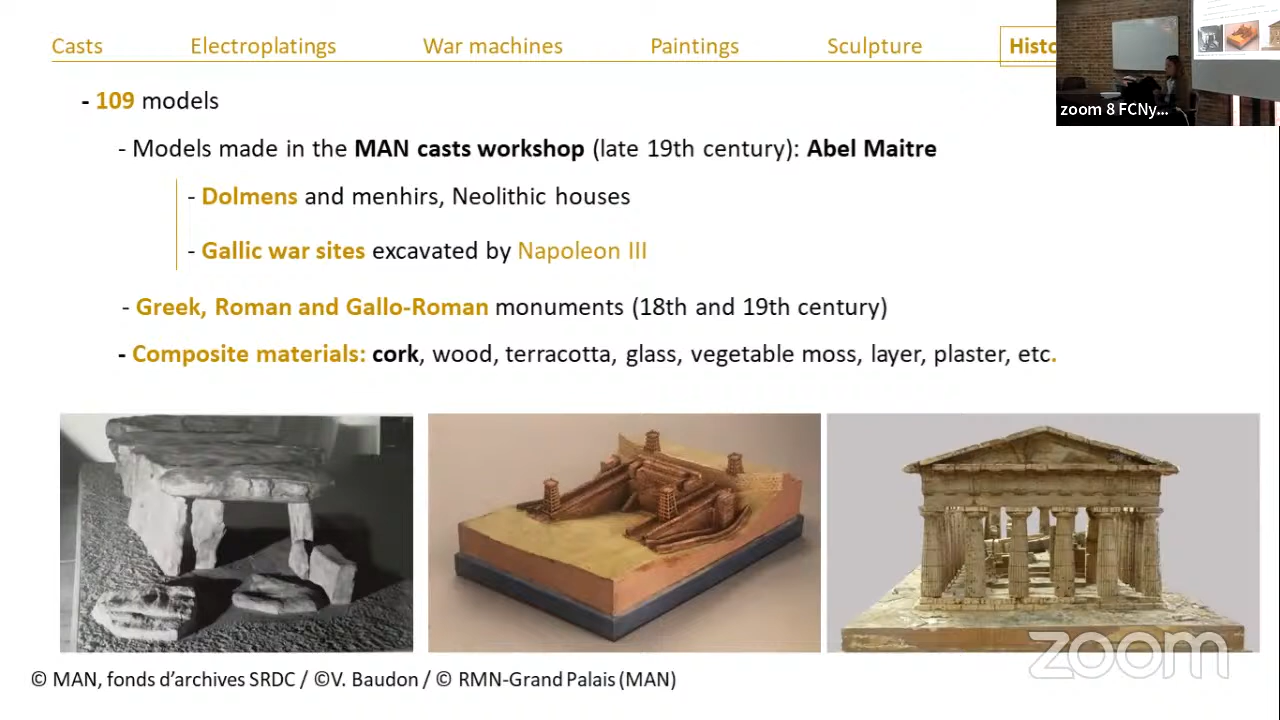 Casts Electroplatings War machines Paintings Sculpture Histo
- 109 models
- Models made in the MAN casts workshop (late 19th century): Abel Maitre
- Dolmens and menhirs, Neolithic houses
- Gallic war sites excavated by Napoleon III
- Greek, Roman and Gallo-Roman monuments (18th and 19th century)
- Composite materials: cork, wood, terracotta, glass, vegetable moss, layer, plaster, etc.
© MAN, fonds d'archives SRDC / ©V. Baudon / © RMN-Grand Palais (MAN)
zoom 8 FCNy...
zoom